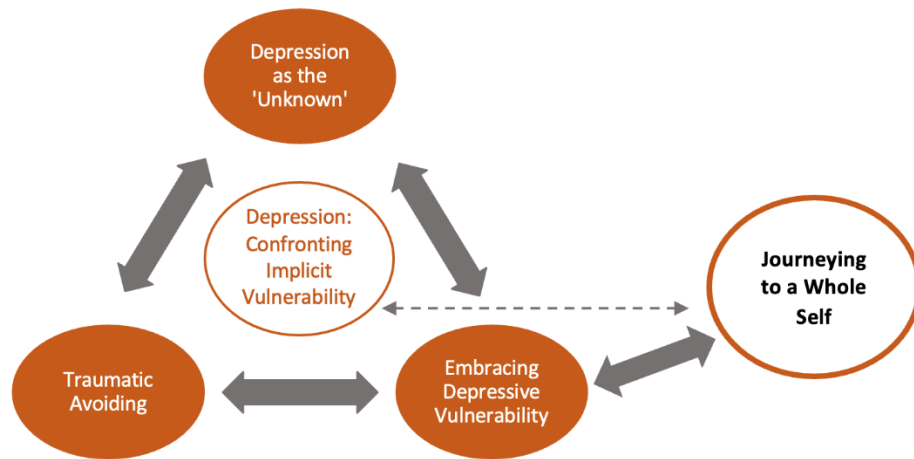 Depression
as the
'Unknown'
Depression:
Confronting
Implicit
Vulnerability
Journeying
to a Whole
Self
Traumatic
Avoiding
Embracing
Depressive
Vulnerability